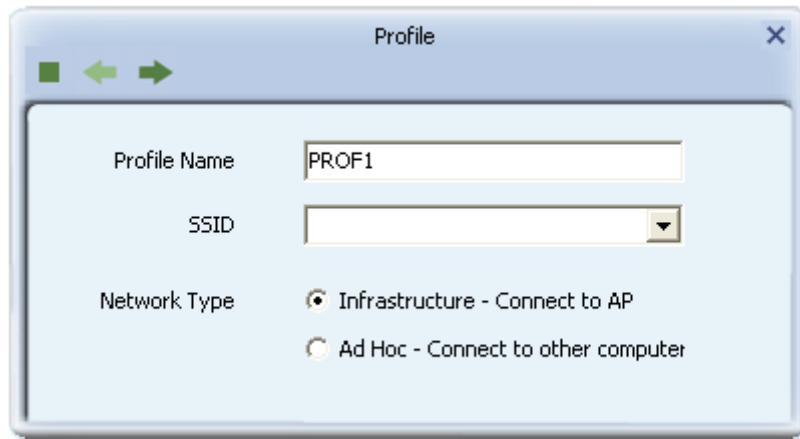 Profile
Profile Name PROF1
SSID
Network Type Infrastructure - Connect to AP
Ad Hoc - Connect to other computer